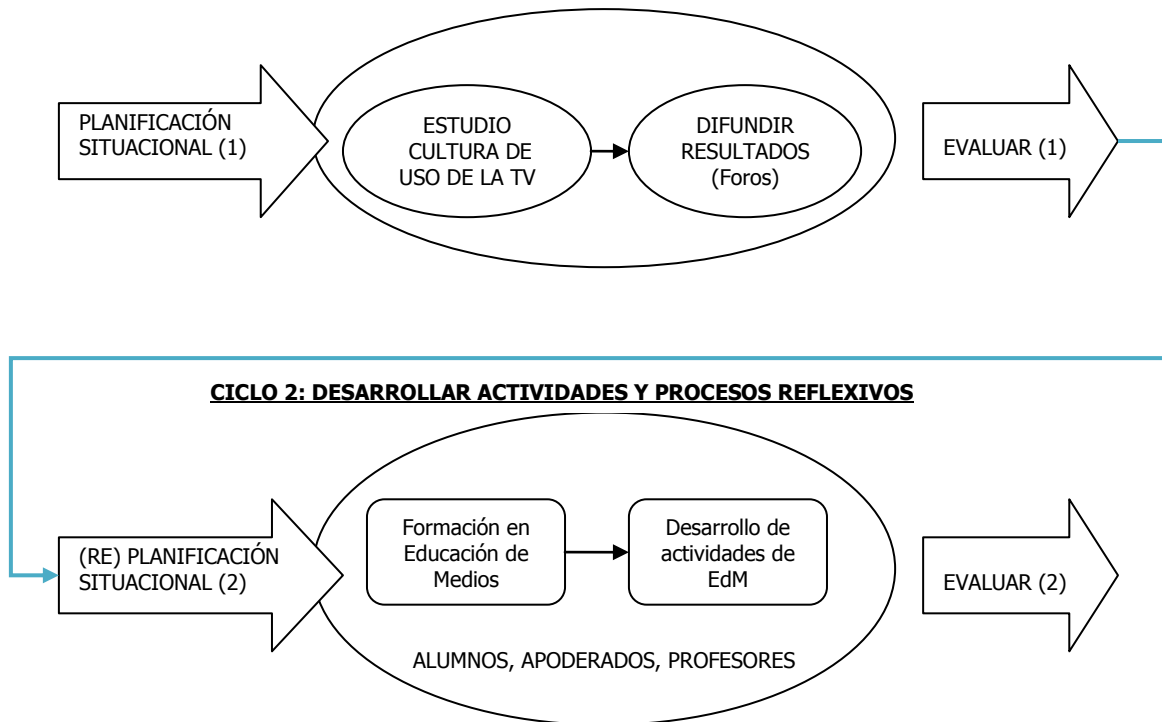 PLANIFICACIÓN
SITUACIONAL (1)
ESTUDIO
CULTURA DE
USO DE LA TV
DIFUNDIR
RESULTADOS
(Foros)
EVALUAR (1)
CICLO 2: DESARROLLAR ACTIVIDADES Y PROCESOS REFLEXIVOS
(RE) PLANIFICACIÓN
SITUACIONAL (2)
Formación en
Educación de
Medios
Desarrollo de
actividades de
EdM
EVALUAR (2)
ALUMNOS, APODERADOS, PROFESORES